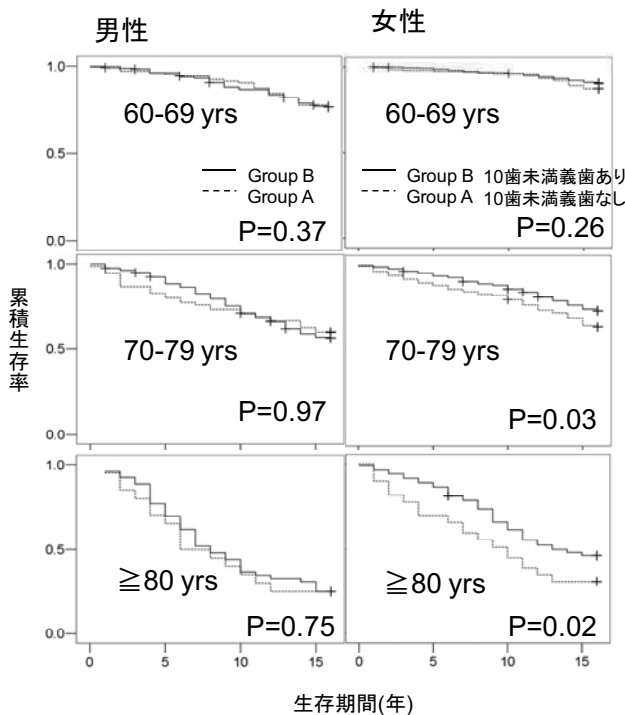 男性
女性
1.0
60-69 yrs
60-69 yrs
0.5
Group B
Group A
Group B 10歯未満義歯あり
Group A 10歯未満義歯なし
P=0.37
P=0.26
0.0
1.0
累積生存率
70-79 yrs
70-79 yrs
0.5
P=0.97
P=0.03
0.0
1.0
0.5
≧80 yrs
≧80 yrs
P=0.75
P=0.02
0.0
0 5 10 15 0 5 10 15
生存期間(年)